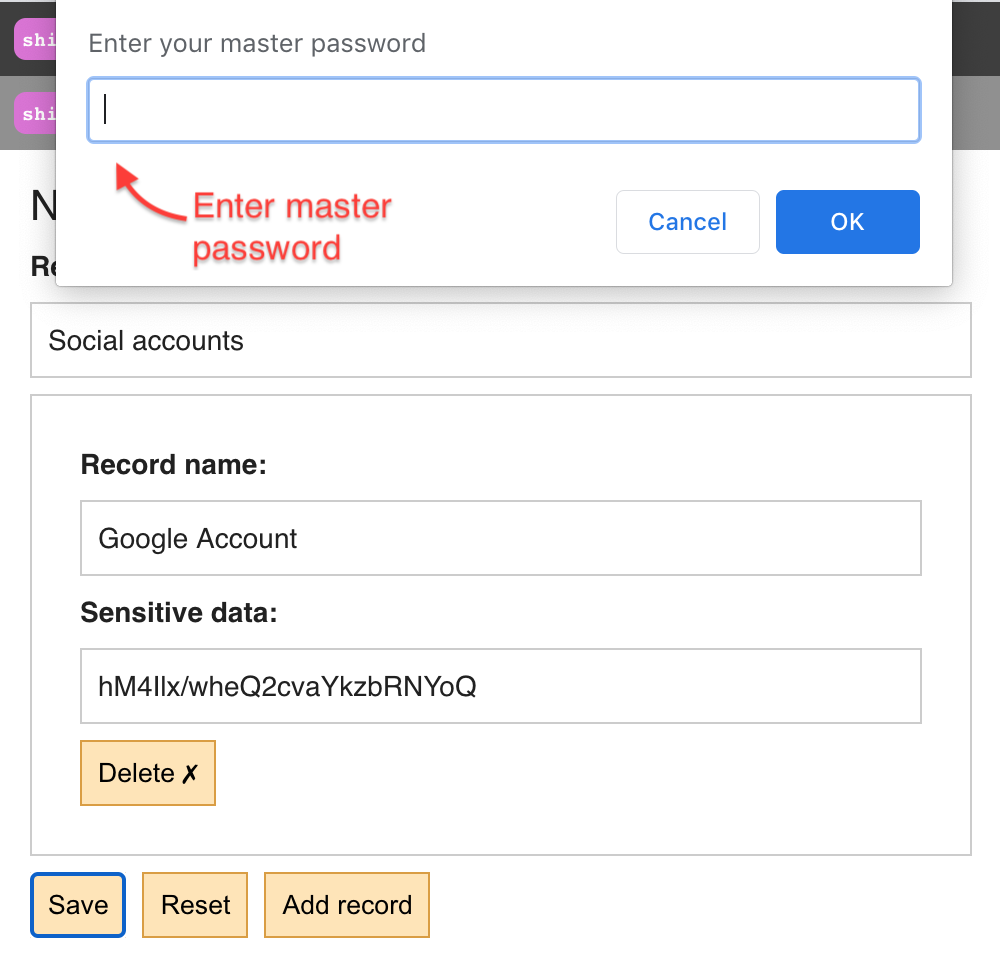 shi
Enter your master password
shi
Enter master
password
Cancel
OK
N
Re
Social accounts
Record name:
Google Account
Sensitive data:
hM4Ilx/wheQ2cvaYkzbRNYoQ
Delete ✗
Save
Reset
Add record